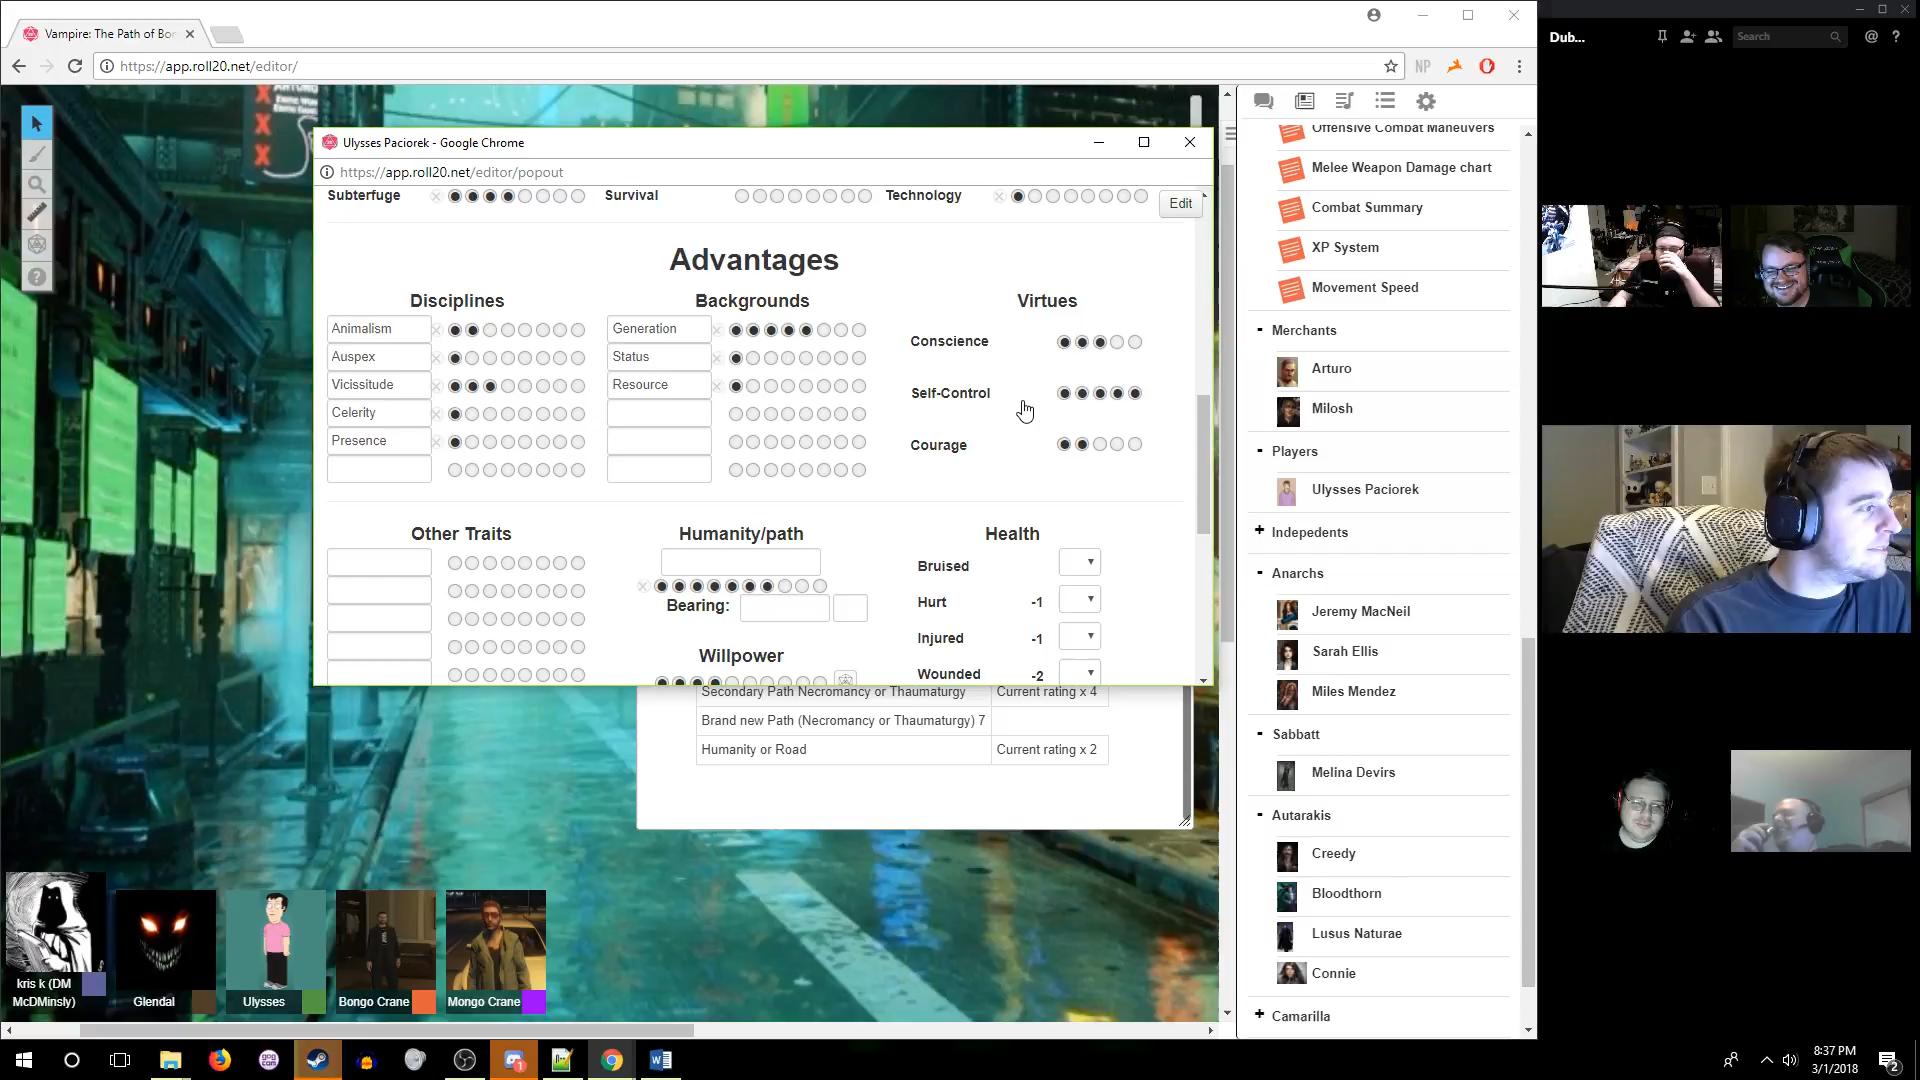 Vampire: The Path of Bo
https://app.roll20.net/editor/
NP
Ulysses Paciorek - Google Chrome
https://app.roll20.net/editor/popout
Subterfuge
Survival
Technology
Edit
Advantages
Disciplines
Backgrounds
Virtues
Animalism
Auspex
Vicissitude
Celerity
Presence
Generation
Status
Resource
Conscience
Self-Control
Courage
Other Traits
Humanity/path
Health
Bearing:
Willpower
Bruised
Hurt -1
Injured -1
Wounded -2
Secondary Path Necromancy or Thaumaturgy Current rating x 4
Brand new Path (Necromancy or Thaumaturgy) 7
Humanity or Road Current rating x 2
kris k (DM
McDMinsly)
Glendal
Ulysses
Bongo Crane
Mongo Crane
Offensive Combat Maneuvers
Melee Weapon Damage chart
Combat Summary
XP System
Movement Speed
- Merchants
Arturo
Milosh
- Players
Ulysses Paciorek
+ Indepedents
- Anarchs
Jeremy MacNeil
Sarah Ellis
Miles Mendez
- Sabbatt
Melina Devirs
- Autarakis
Creedy
Bloodthorn
Lusus Naturae
Connie
+ Camarilla
Dub...
Search
@ ?
8:37 PM
3/1/2018